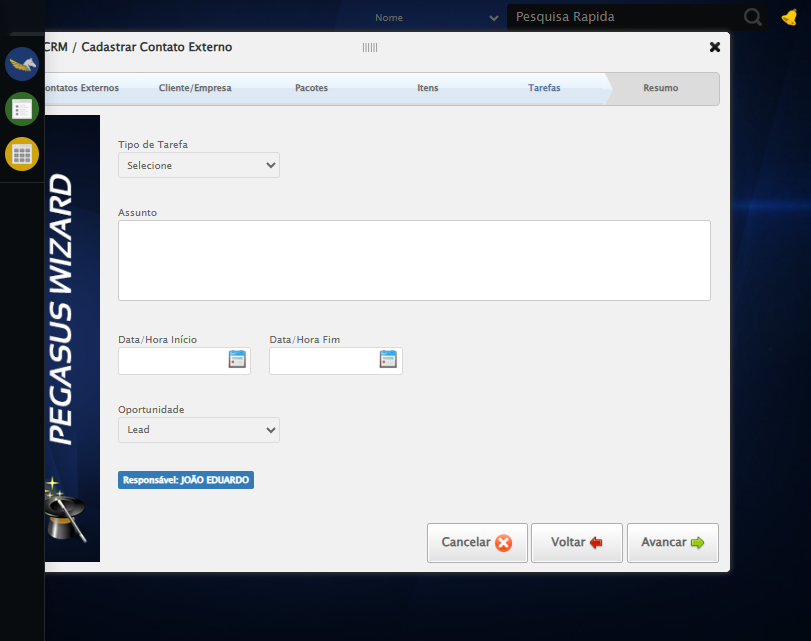 Nome
Pesquisa Rapida
CRM / Cadastrar Contato Externo
ontatos Externos
Cliente/Empresa
Pacotes
Itens
Tarefas
Resumo
PEGASUS WIZARD
Tipo de Tarefa
Selecione
Assunto
Data/Hora Início
Data/Hora Fim
Oportunidade
Lead
Responsável: JOÃO EDUARDO
Cancelar
Voltar
Avancar